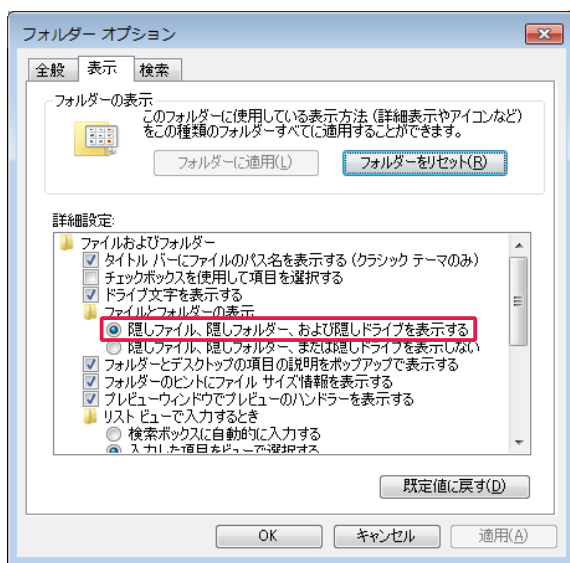 フォルダー オプション
全般 表示 検索
フォルダーの表示
このフォルダーに使用している表示方法 (詳細表示やアイコンなど)
をこの種類のフォルダーすべてに適用することができます。
フォルダーに適用(L) フォルダーをリセット(R)
詳細設定:
ファイルおよびフォルダー
タイトル バーにファイルのパス名を表示する (クラシック テーマのみ)
チェックボックスを使用して項目を選択する
ドライブ文字を表示する
ファイルとフォルダーの表示
隠しファイル、隠しフォルダー、および隠しドライブを表示する
隠しファイル、隠しフォルダー、または隠しドライブを表示しない
フォルダーとデスクトップの項目の説明をポップアップで表示する
フォルダーのヒントにファイル サイズ情報を表示する
プレビューウィンドウでプレビューのハンドラーを表示する
リスト ビューで入力するとき
検索ボックスに自動的に入力する
入力した項目をビューで選択する
既定値に戻す(D)
OK キャンセル 適用(A)